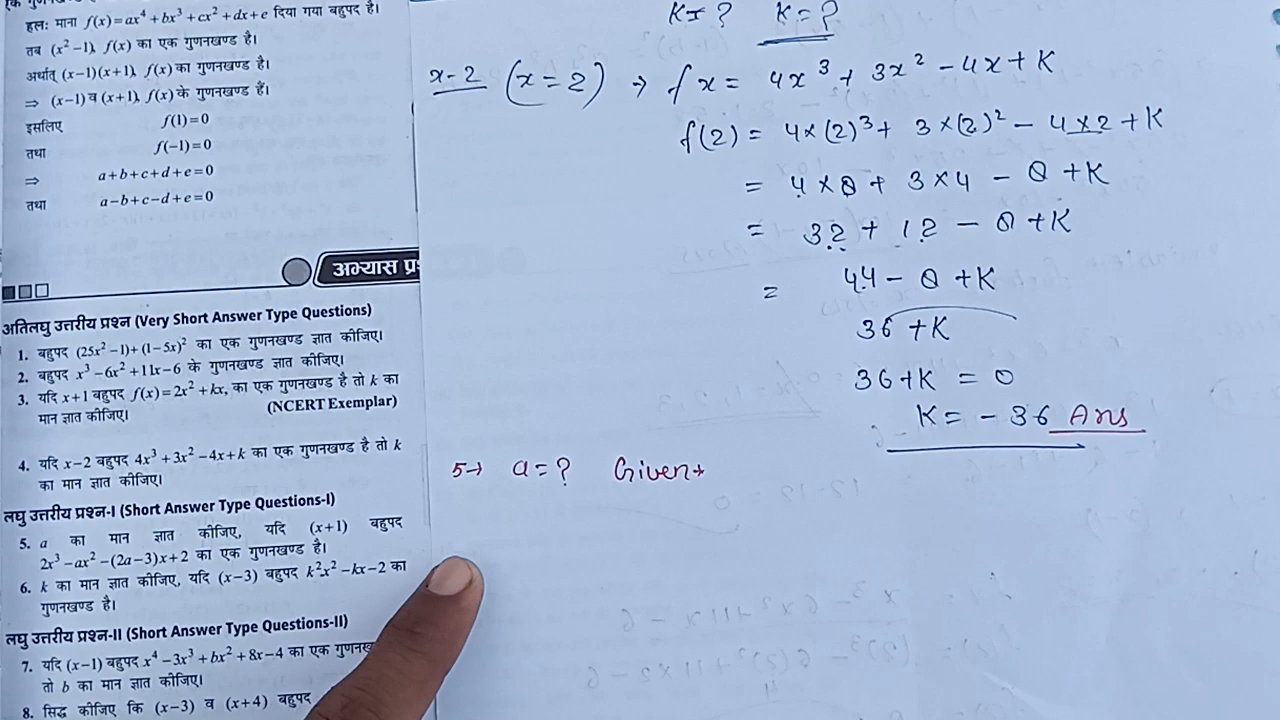 हल: माना f(x)=ax⁴+bx³+cx²+dx+e दिया गया बहुपद है।
तब (x²−1), f(x) का एक गुणनखण्ड है।
अर्थात् (x−1)(x+1), f(x) का गुणनखण्ड है।
⇒ (x−1) व (x+1), f(x) के गुणनखण्ड हैं।
इसलिए f(1)=0
तथा f(−1)=0
⇒ a+b+c+d+e=0
तथा a−b+c−d+e=0
अभ्यास प्र
अतिलघु उत्तरीय प्रश्न (Very Short Answer Type Questions)
1. बहुपद (25x²−1)+(1−5x)² का एक गुणनखण्ड ज्ञात कीजिए।
2. बहुपद x³−6x²+11x−6 के गुणनखण्ड ज्ञात कीजिए।
3. यदि x+1 बहुपद f(x)=2x²+kx, का एक गुणनखण्ड है तो k का
मान ज्ञात कीजिए। (NCERT Exemplar)
4. यदि x−2 बहुपद 4x³+3x²−4x+k का एक गुणनखण्ड है तो k
का मान ज्ञात कीजिए।
लघु उत्तरीय प्रश्न-I (Short Answer Type Questions-I)
5. a का मान ज्ञात कीजिए, यदि (x+1) बहुपद
2x³−ax²−(2a−3)x+2 का एक गुणनखण्ड है।
6. k का मान ज्ञात कीजिए, यदि (x−3) बहुपद k²x²−kx−2 का
गुणनखण्ड है।
लघु उत्तरीय प्रश्न-II (Short Answer Type Questions-II)
7. यदि (x−1) बहुपद x⁴−3x³+bx²+8x−4 का एक गुणनख
तो b का मान ज्ञात कीजिए।
8. सिद्ध कीजिए कि (x−3) व (x+4) बहुपद
K=? K=?
x-2 (x=2) → f x = 4x³ + 3x² - 4x + K
f(2) = 4×(2)³ + 3×(2)² - 4×2 + K
= 4×8 + 3×4 - 8 + K
= 32 + 12 - 8 + K
= 44 - 8 + K
36 + K
36+K = 0
K = -36 Ans
5→ a=? Given→